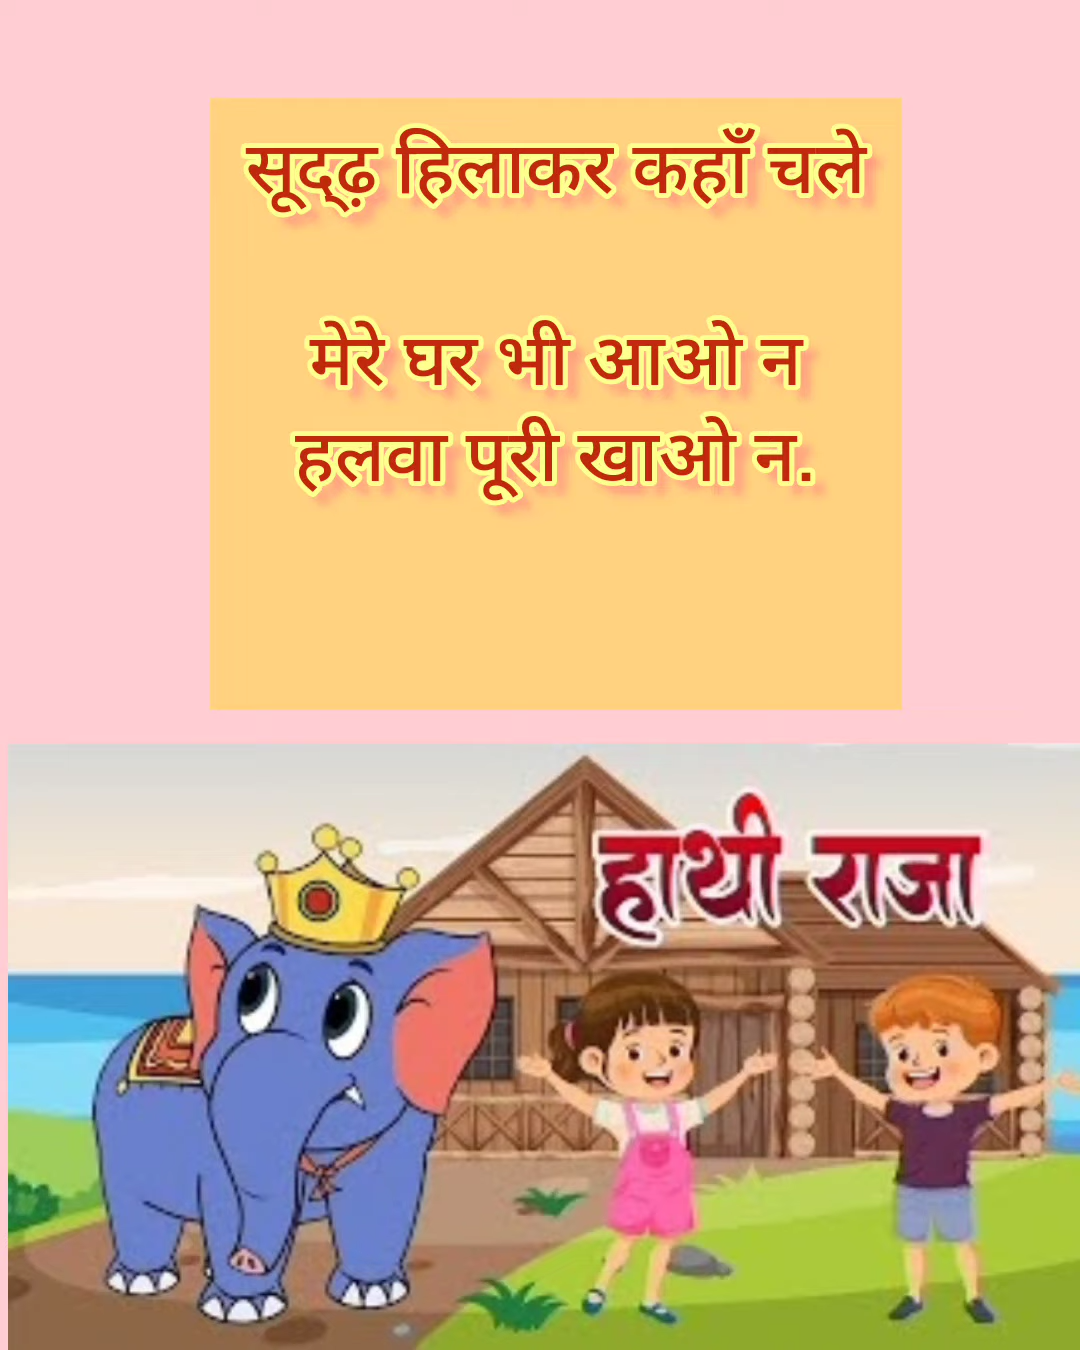 सूद्ढ़ हिलाकर कहाँ चले
मेरे घर भी आओ न
हलवा पूरी खाओ न.
हाथी राजा